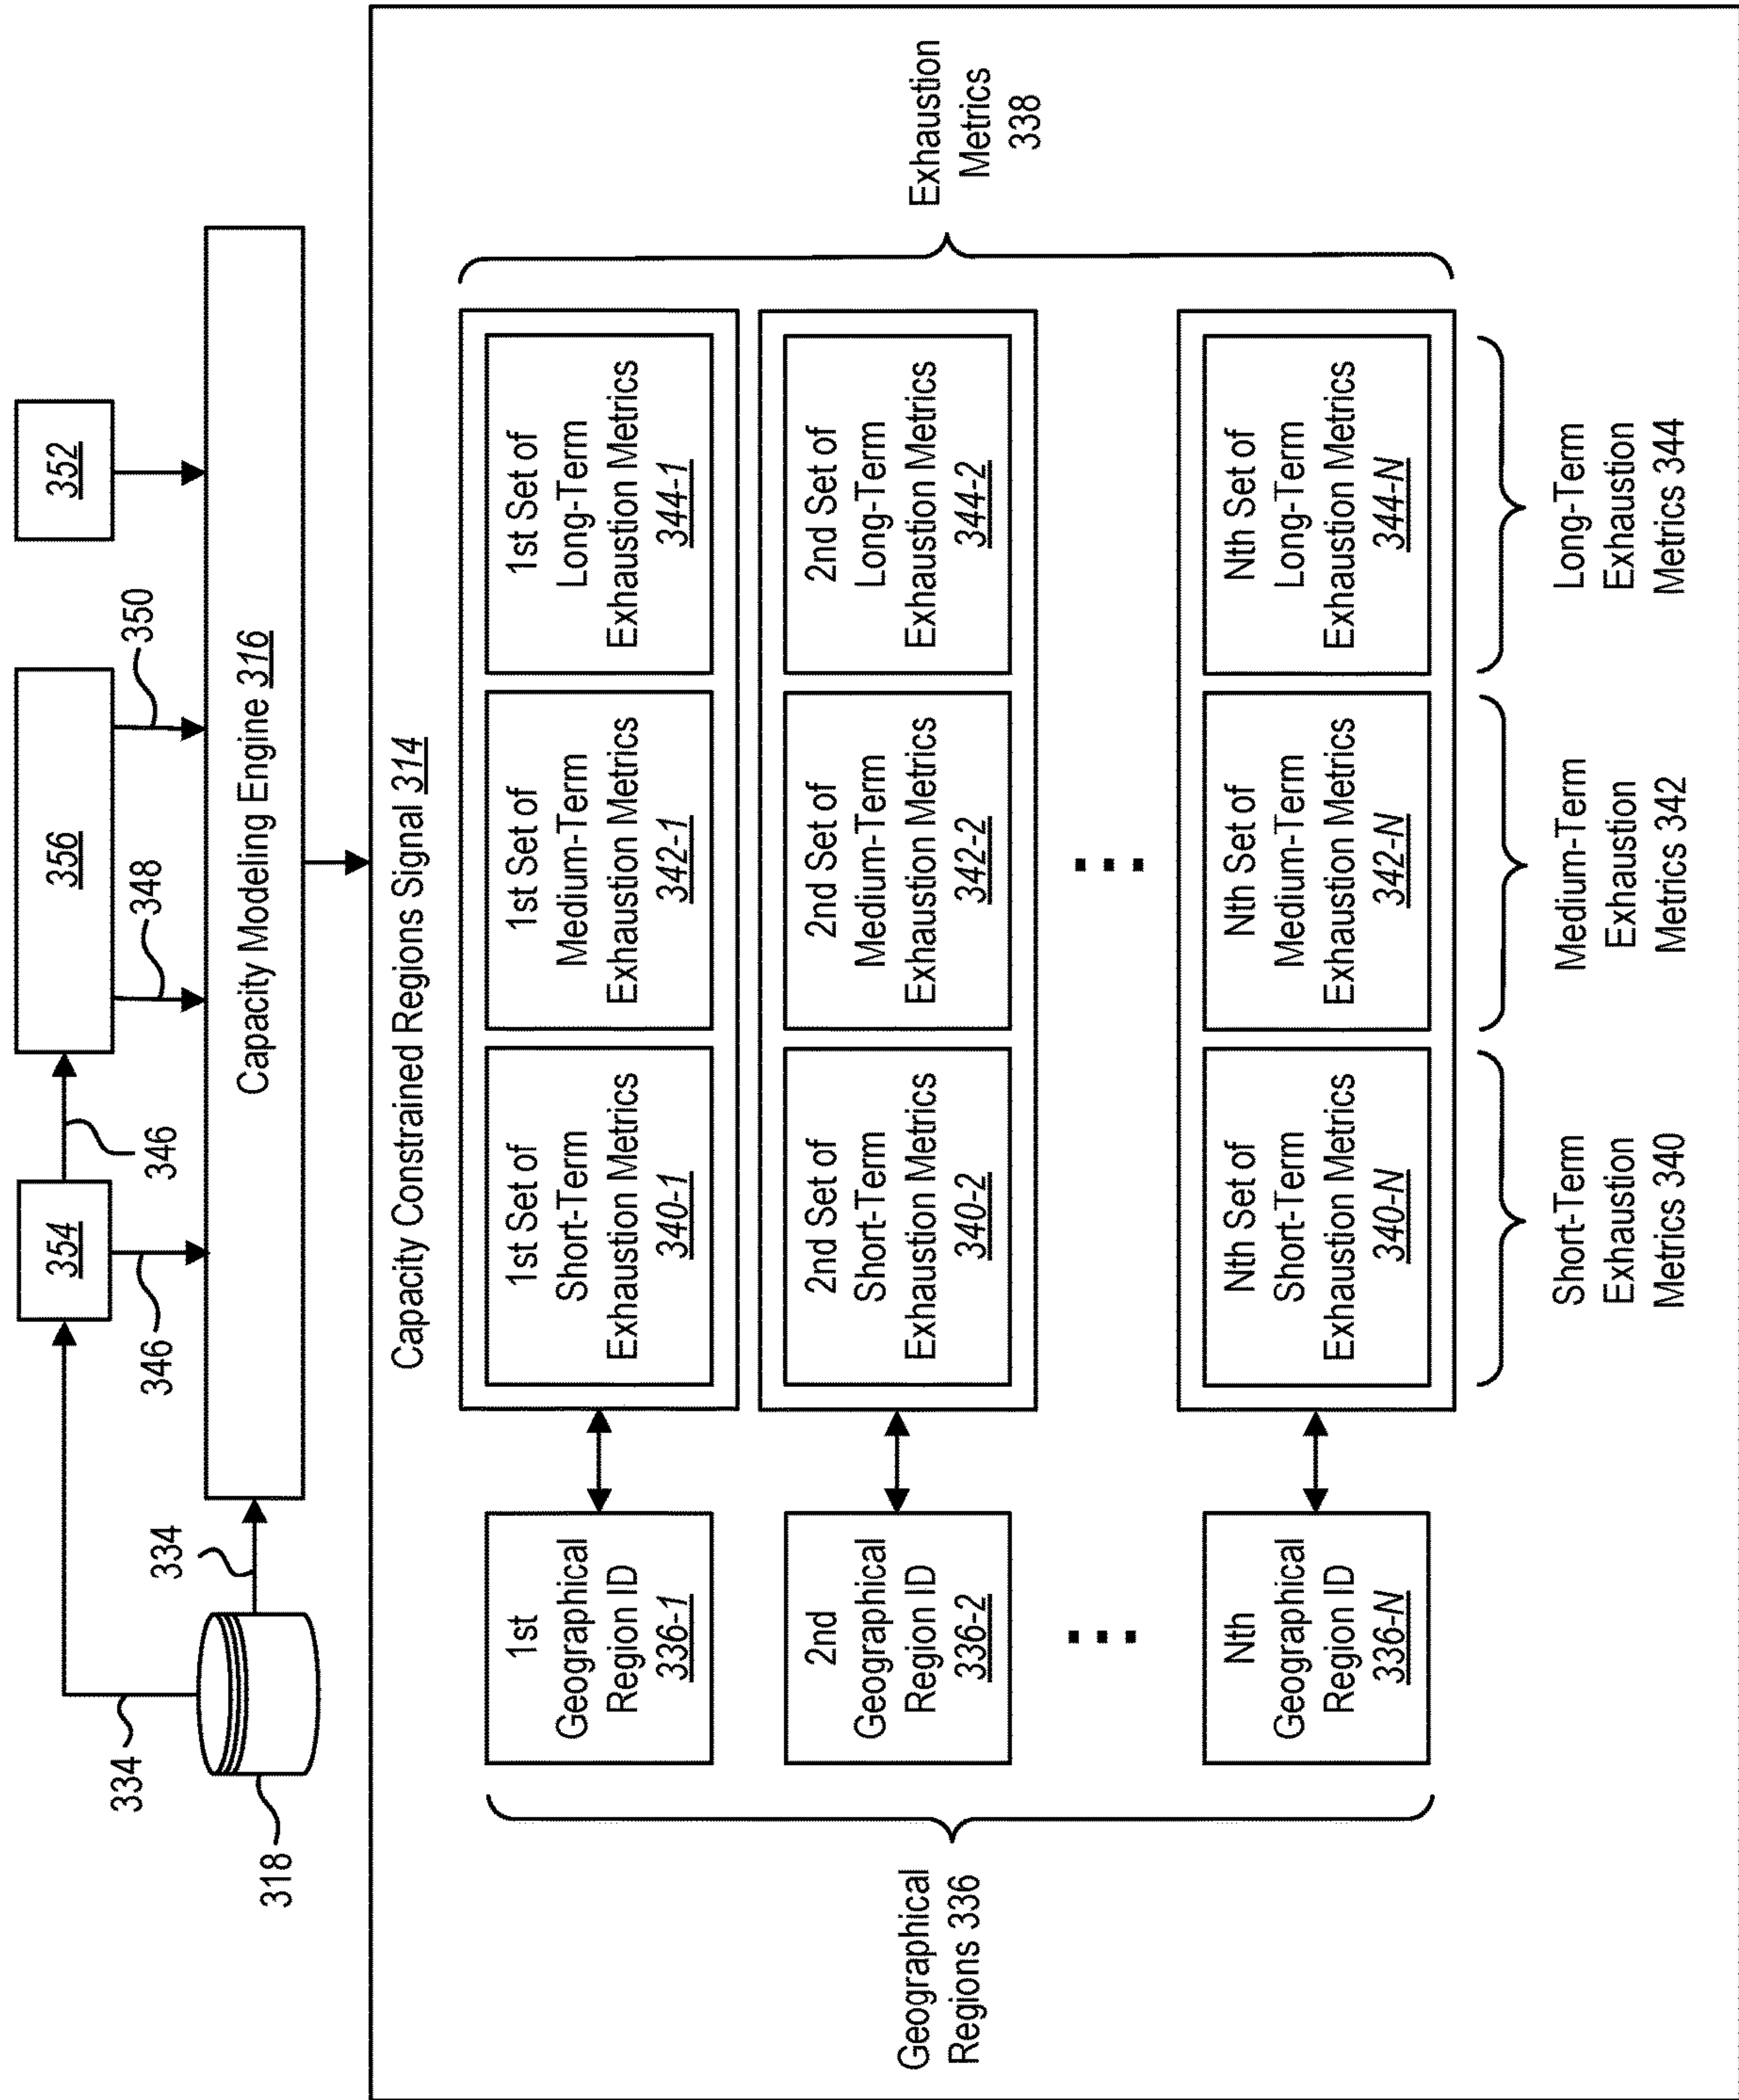 334
318
334
354
346
346
356
348
350
352
Capacity Modeling Engine 316
Capacity Constrained Regions Signal 314
1st
Geographical
Region ID
336-1
1st Set of
Short-Term
Exhaustion Metrics
340-1
1st Set of
Medium-Term
Exhaustion Metrics
342-1
1st Set of
Long-Term
Exhaustion Metrics
344-1
2nd
Geographical
Region ID
336-2
2nd Set of
Short-Term
Exhaustion Metrics
340-2
2nd Set of
Medium-Term
Exhaustion Metrics
342-2
2nd Set of
Long-Term
Exhaustion Metrics
344-2
Nth
Geographical
Region ID
336-N
Nth Set of
Short-Term
Exhaustion Metrics
340-N
Nth Set of
Medium-Term
Exhaustion Metrics
342-N
Nth Set of
Long-Term
Exhaustion Metrics
344-N
Geographical
Regions 336
Exhaustion
Metrics
338
Short-Term
Exhaustion
Metrics 340
Medium-Term
Exhaustion
Metrics 342
Long-Term
Exhaustion
Metrics 344